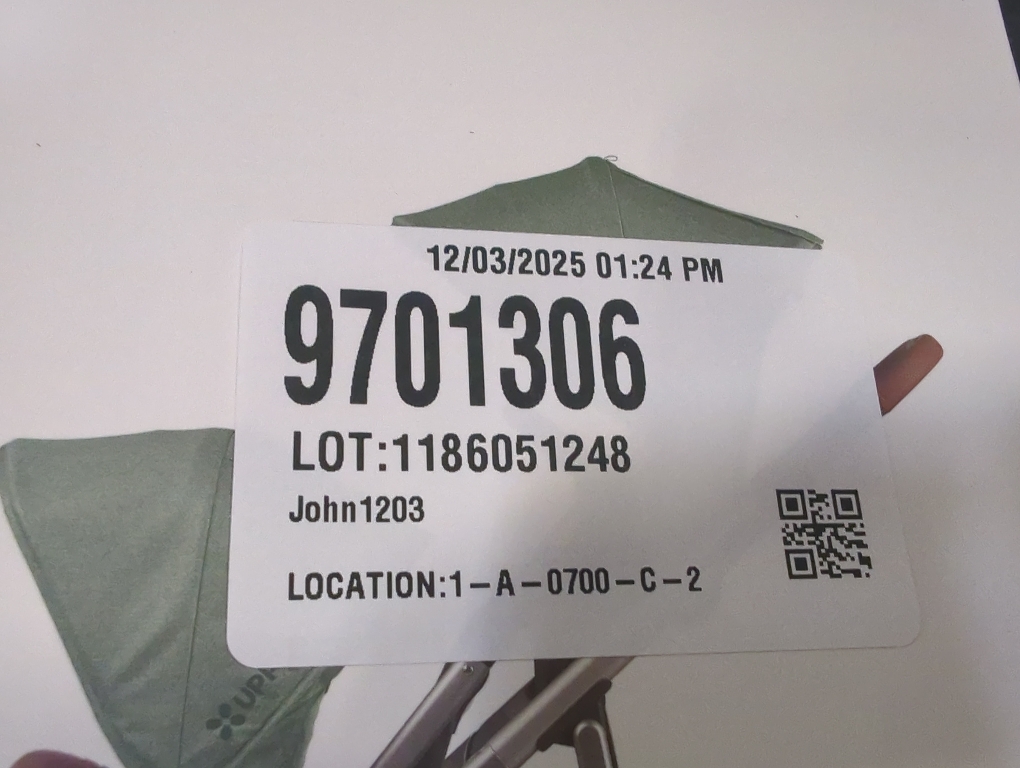 12/03/2025 01:24 PM
9701306
LOT:1186051248
John1203
LOCATION:1-A-0700-C-2